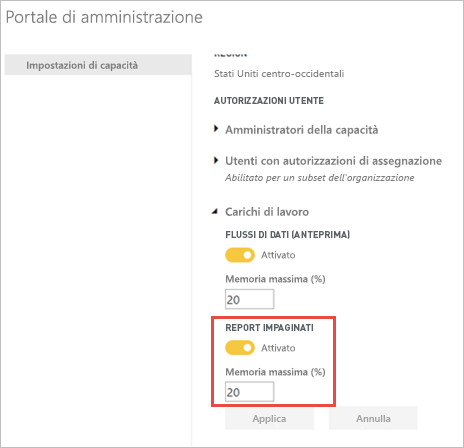 Portale di amministrazione
Impostazioni di capacità
REGION
Stati Uniti centro-occidentali
AUTORIZZAZIONI UTENTE
Amministratori della capacità
Utenti con autorizzazioni di assegnazione
Abilitato per un subset dell'organizzazione
Carichi di lavoro
FLUSSI DI DATI (ANTEPRIMA)
Attivato
Memoria massima (%)
20
REPORT IMPAGINATI
Attivato
Memoria massima (%)
20
Applica Annulla